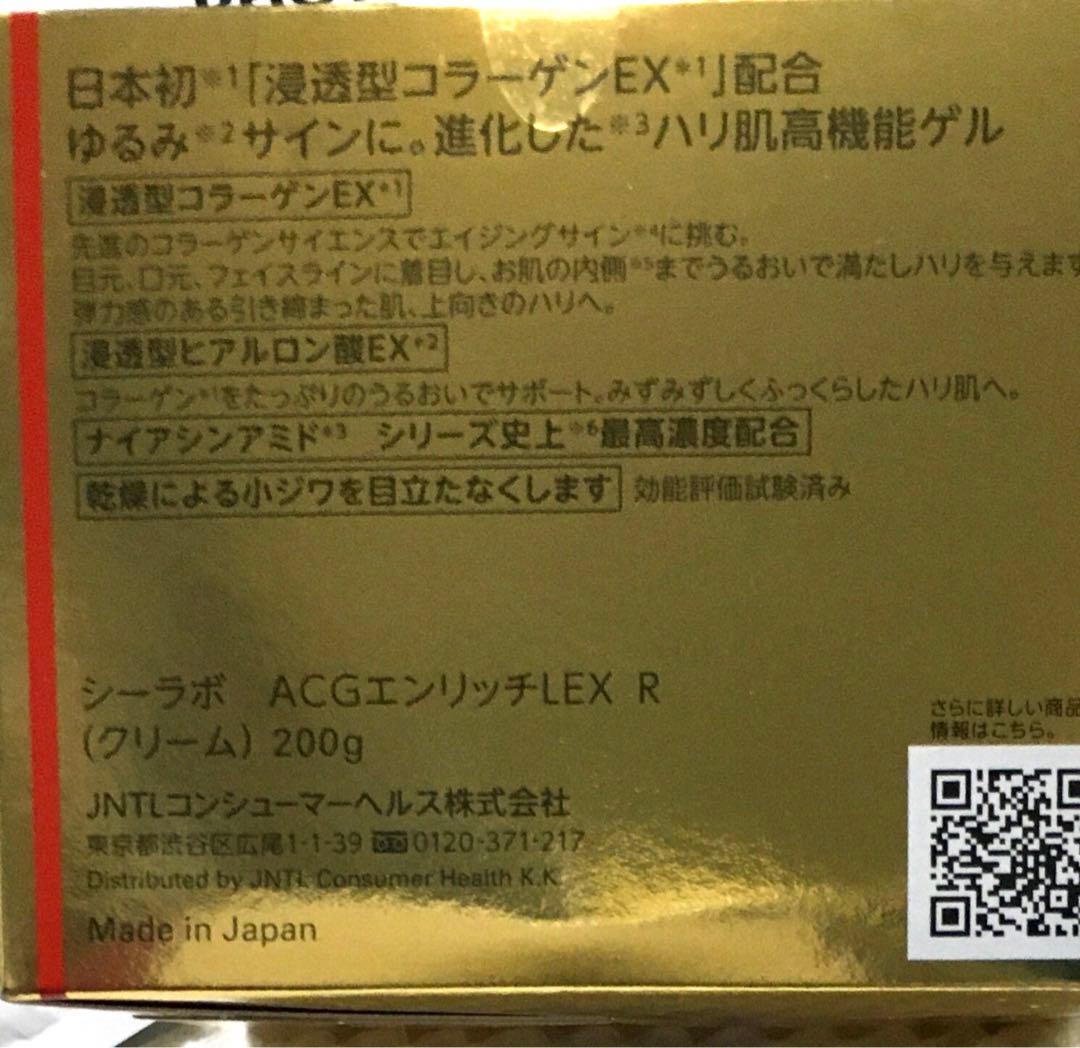 日本初※1「浸透型コラーゲンEX*1」配合
ゆるみ※2サインに。進化した※3ハリ肌高機能ゲル
浸透型コラーゲンEX*1
先進のコラーゲンサイエンスでエイジングサイン※4に挑む。
目元、口元、フェイスラインに着目し、お肌の内側※5までうるおいで満たしハリを与えます
弾力感のある引き締まった肌、上向きのハリへ。
浸透型ヒアルロン酸EX*2
コラーゲン*1をたっぷりのうるおいでサポート。みずみずしくふっくらしたハリ肌へ。
ナイアシンアミド*3 シリーズ史上※6最高濃度配合
乾燥による小ジワを目立たなくします 効能評価試験済み
シーラボ ACGエンリッチLEX R
(クリーム) 200g
さらに詳しい商品
情報はこちら。
JNTLコンシューマーヘルス株式会社
東京都渋谷区広尾1-1-39 0120-371-217
Distributed by JNTL Consumer Health K.K.
Made in Japan